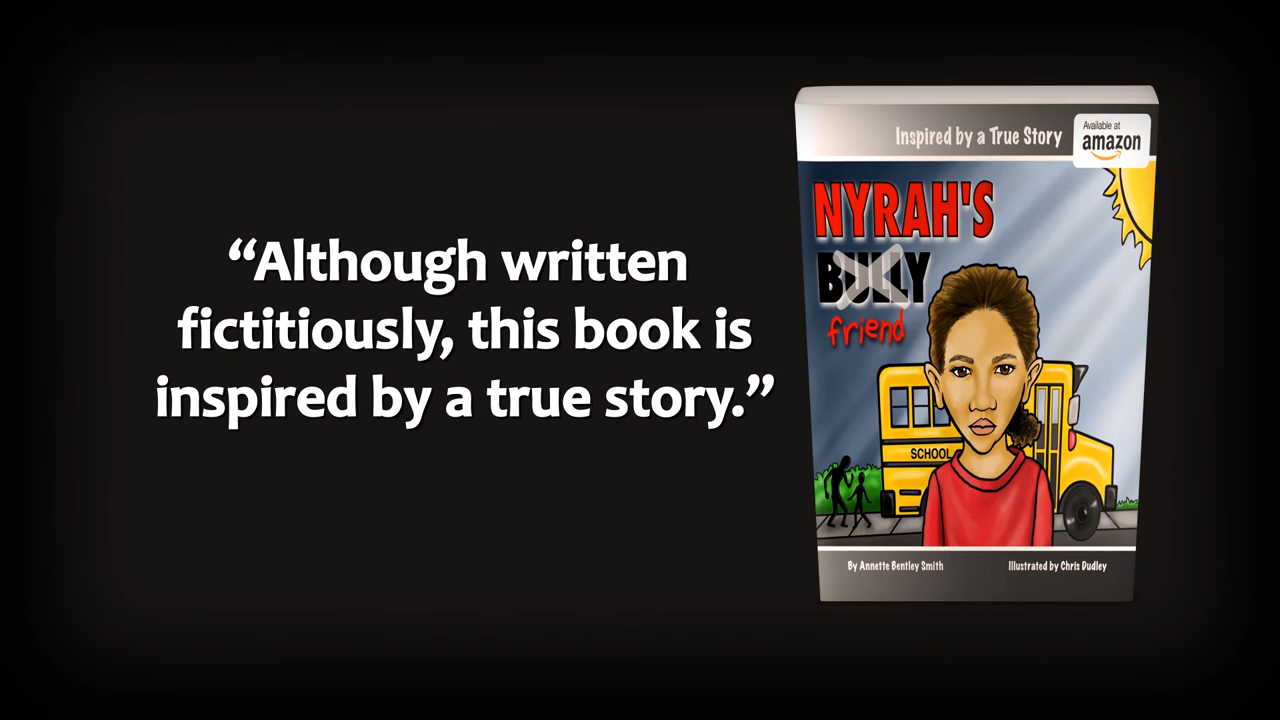 “Although written
fictitiously, this book is
inspired by a true story.”
Inspired by a True Story
Available at
amazon
NYRAH'S
BULLY
friend
SCHOOL
By Annette Bentley Smith
Illustrated by Chris Dudley